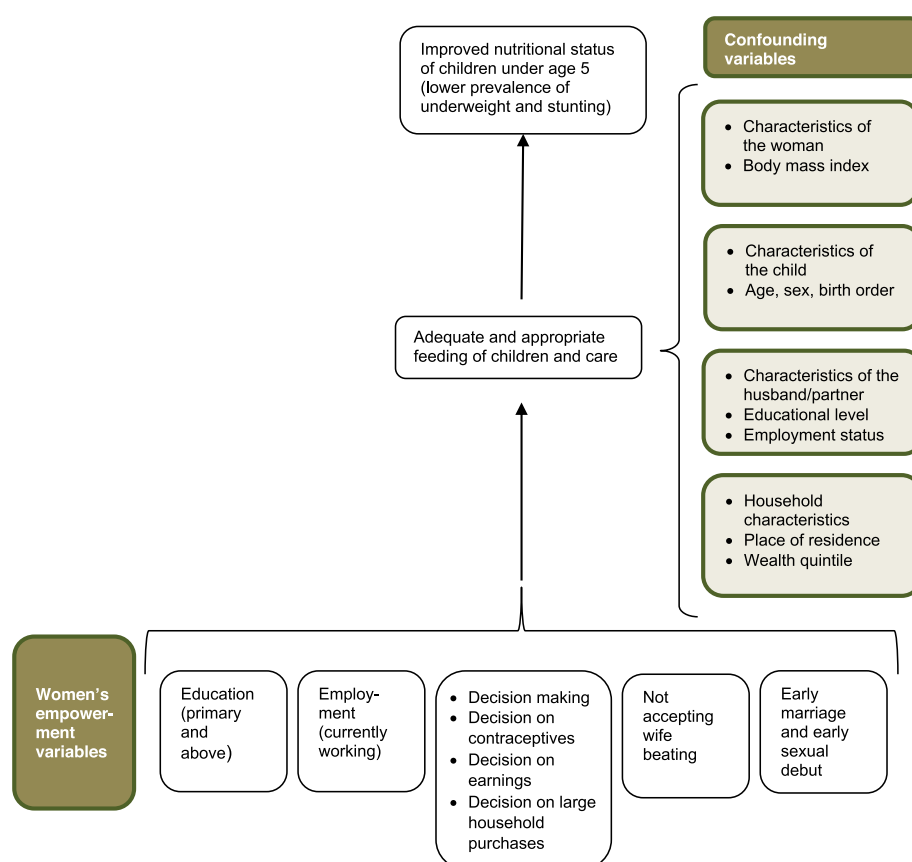 Improved nutritional status
of children under age 5
(lower prevalence of
underweight and stunting)
Confounding
variables
• Characteristics of
the woman
• Body mass index
• Characteristics of
the child
• Age, sex, birth order
Adequate and appropriate
feeding of children and care
• Characteristics of the
husband/partner
• Educational level
• Employment status
• Household
characteristics
• Place of residence
• Wealth quintile
Women's
empower-
ment
variables
Education
(primary
and
above)
Employ-
ment
(currently
working)
• Decision making
• Decision on
contraceptives
• Decision on
earnings
• Decision on large
household
purchases
Not
accepting
wife
beating
Early
marriage
and early
sexual
debut